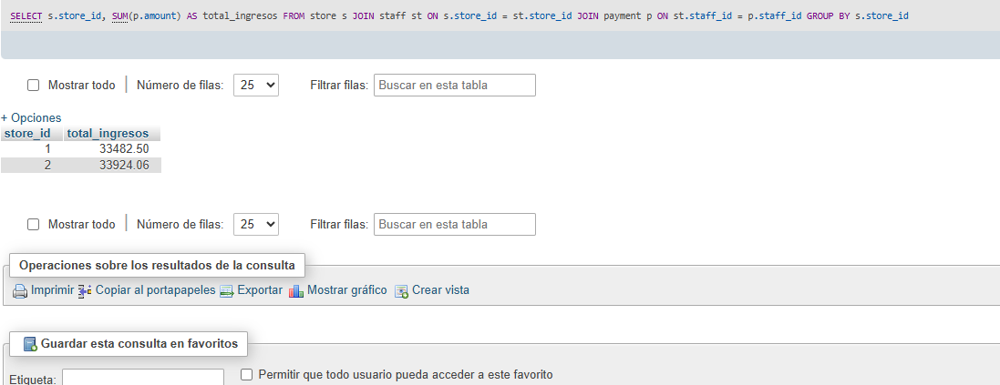 SELECT s.store_id, SUM(p.amount) AS total_ingresos FROM store s JOIN staff st ON s.store_id = st.store_id JOIN payment p ON st.staff_id = p.staff_id GROUP BY s.store_id
Mostrar todo | Número de filas: 25 Filtrar filas: Buscar en esta tabla
+ Opciones
store_id total_ingresos
1 33482.50
2 33924.06
Mostrar todo | Número de filas: 25 Filtrar filas: Buscar en esta tabla
Operaciones sobre los resultados de la consulta
Imprimir Copiar al portapapeles Exportar Mostrar gráfico Crear vista
Guardar esta consulta en favoritos
Etiqueta: Permitir que todo usuario pueda acceder a este favorito